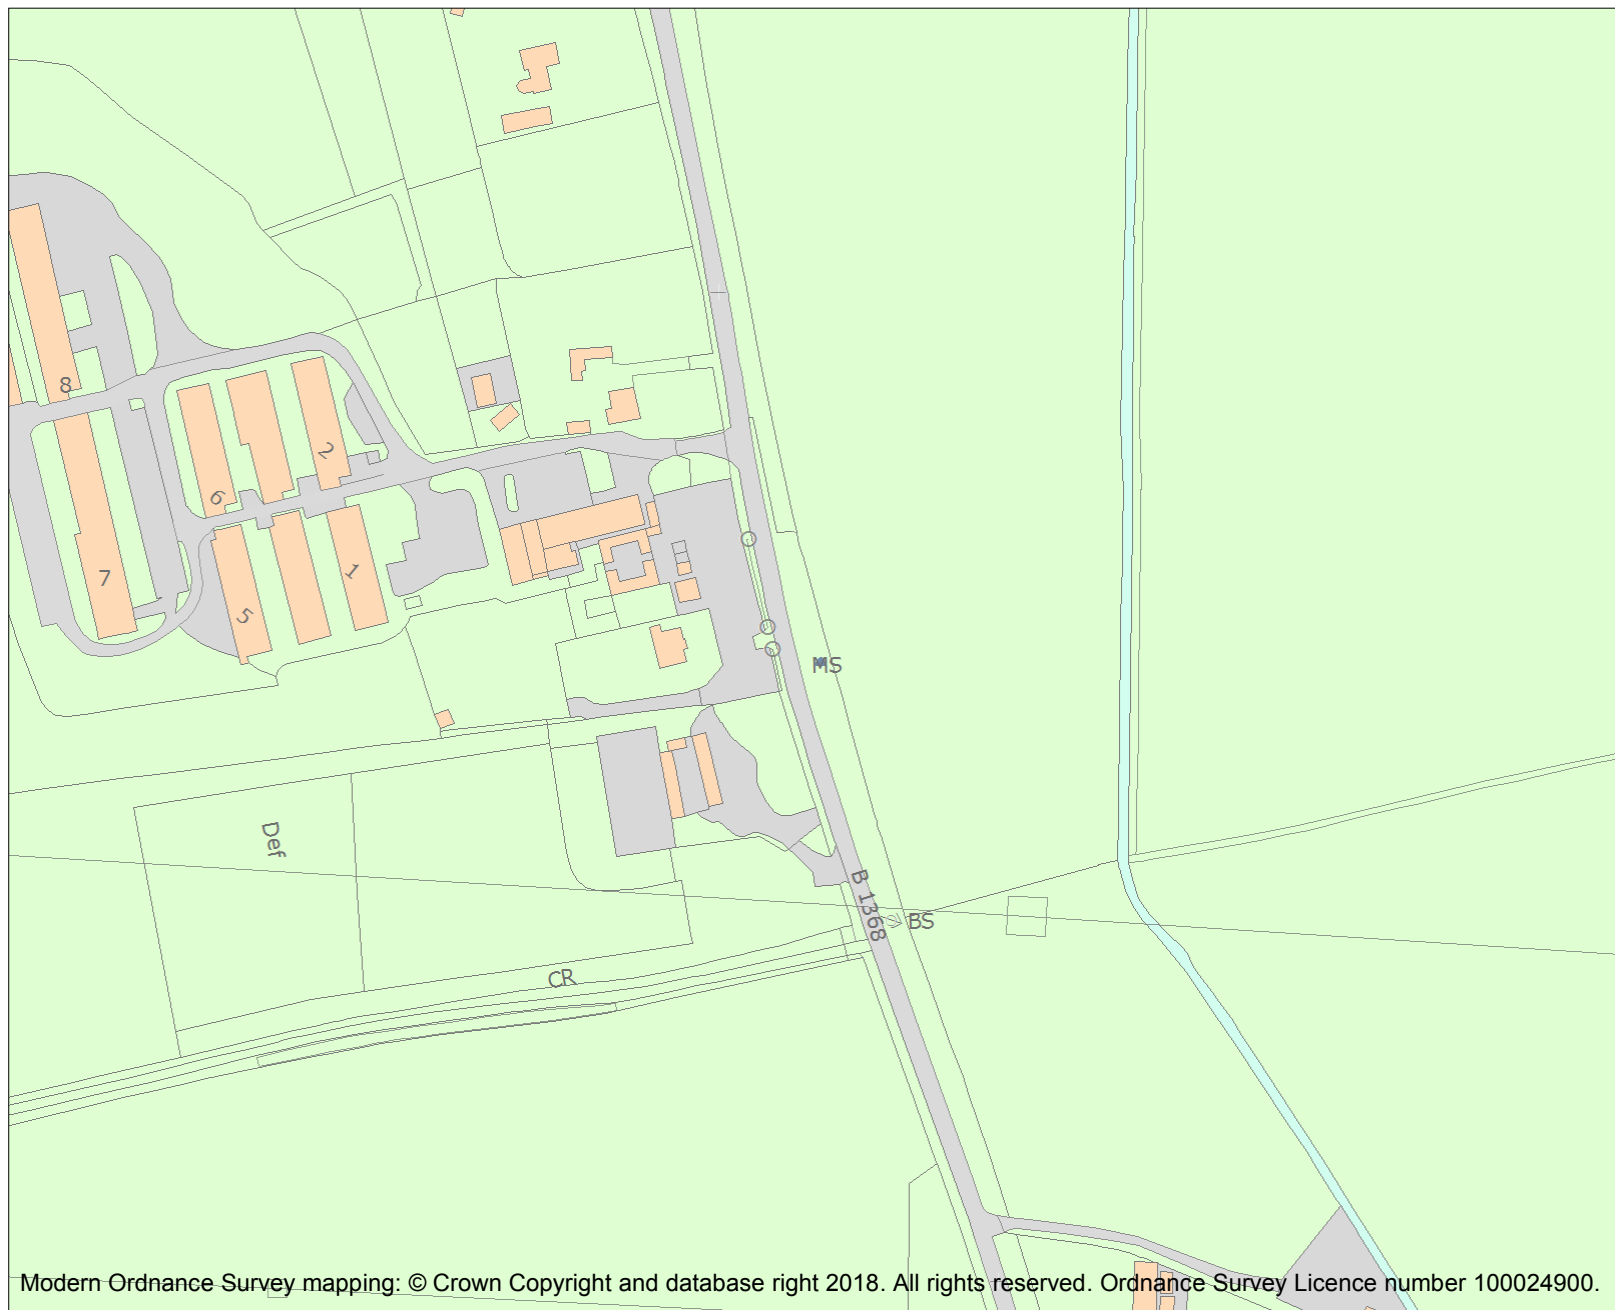 8
2
6
7
1
5
MS
Def
B 1368
BS
CR
Modern Ordnance Survey mapping: © Crown Copyright and database right 2018. All rights reserved. Ordnance Survey Licence number 100024900.